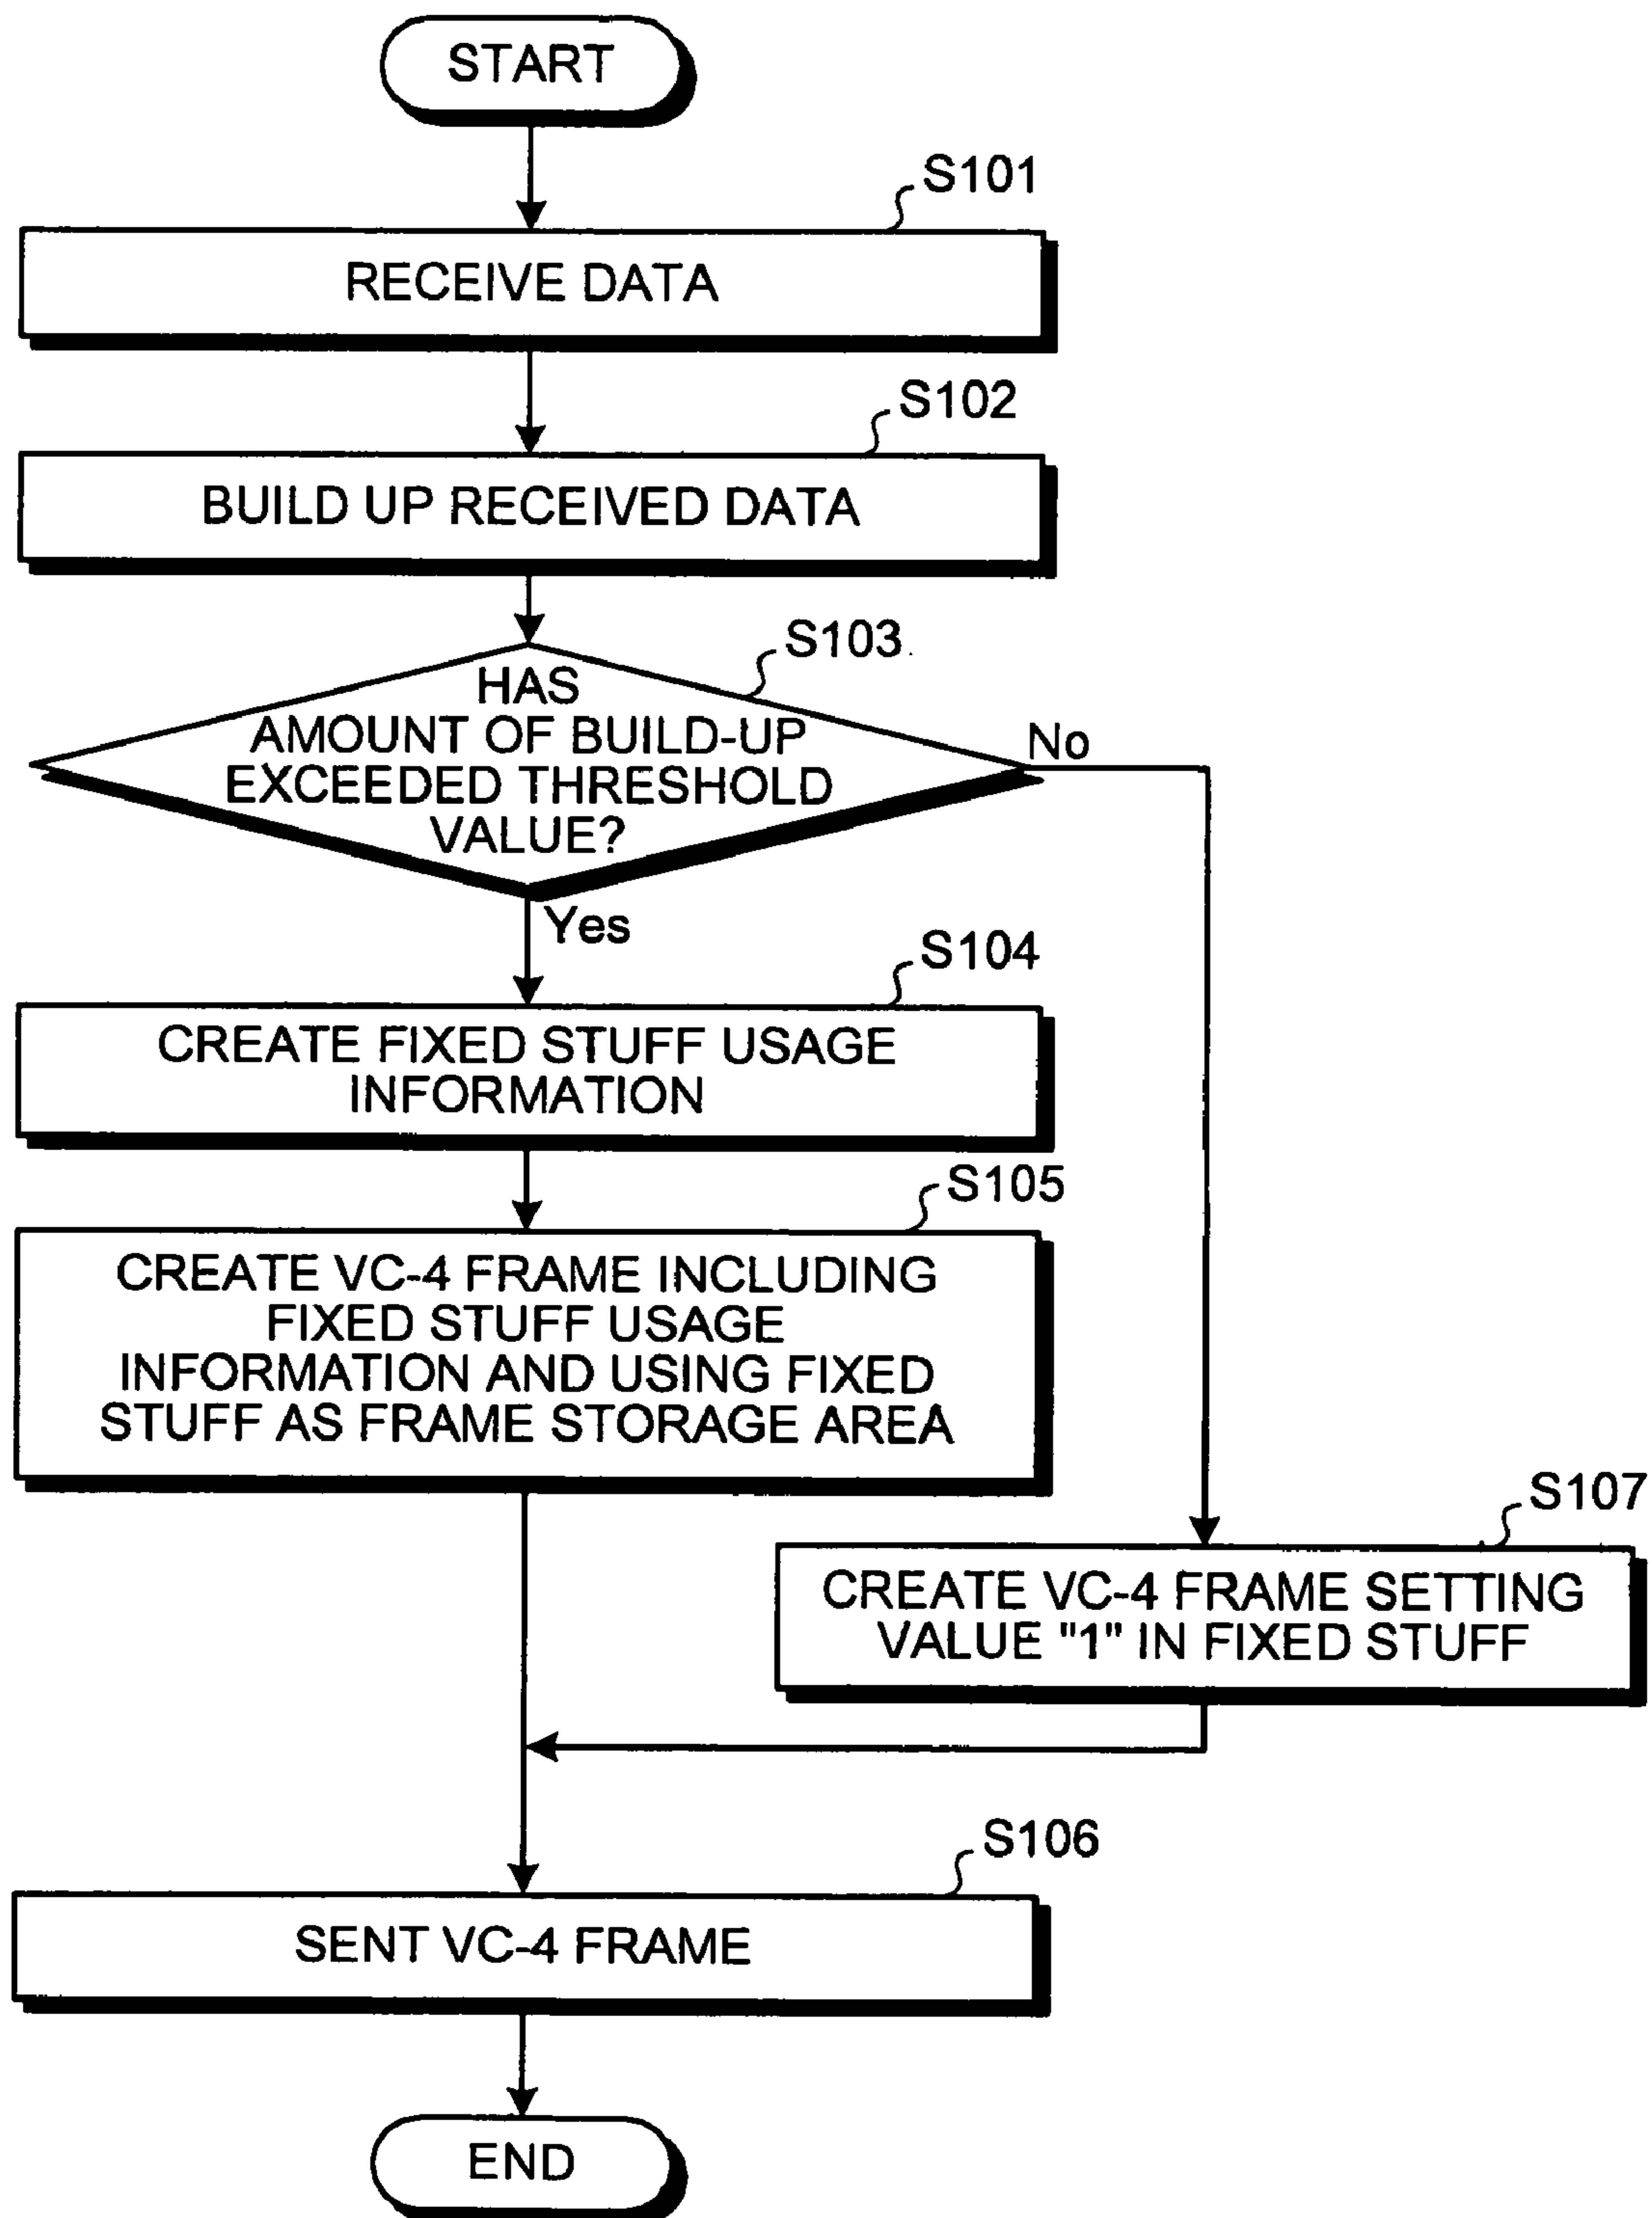 START
S101
RECEIVE DATA
S102
BUILD UP RECEIVED DATA
S103
HAS
AMOUNT OF BUILD-UP
EXCEEDED THRESHOLD
VALUE?
No
Yes
S104
CREATE FIXED STUFF USAGE
INFORMATION
S105
CREATE VC-4 FRAME INCLUDING
FIXED STUFF USAGE
INFORMATION AND USING FIXED
STUFF AS FRAME STORAGE AREA
S107
CREATE VC-4 FRAME SETTING
VALUE "1" IN FIXED STUFF
S106
SENT VC-4 FRAME
END